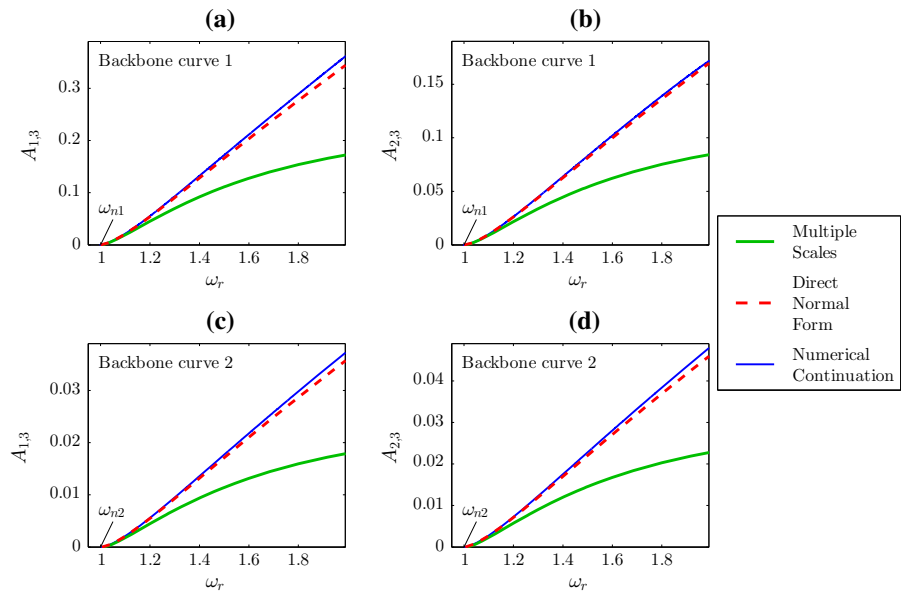 (a)
Backbone curve 1
A1,3
0.3
0.2
0.1
0
ωn1
1
1.2
1.4
1.6
1.8
ωr
(b)
Backbone curve 1
A2,3
0.15
0.1
0.05
0
ωn1
1
1.2
1.4
1.6
1.8
ωr
(c)
Backbone curve 2
A1,3
0.03
0.02
0.01
0
ωn2
1
1.2
1.4
1.6
1.8
ωr
(d)
Backbone curve 2
A2,3
0.04
0.03
0.02
0.01
0
ωn2
1
1.2
1.4
1.6
1.8
ωr
Multiple
Scales
Direct
Normal
Form
Numerical
Continuation